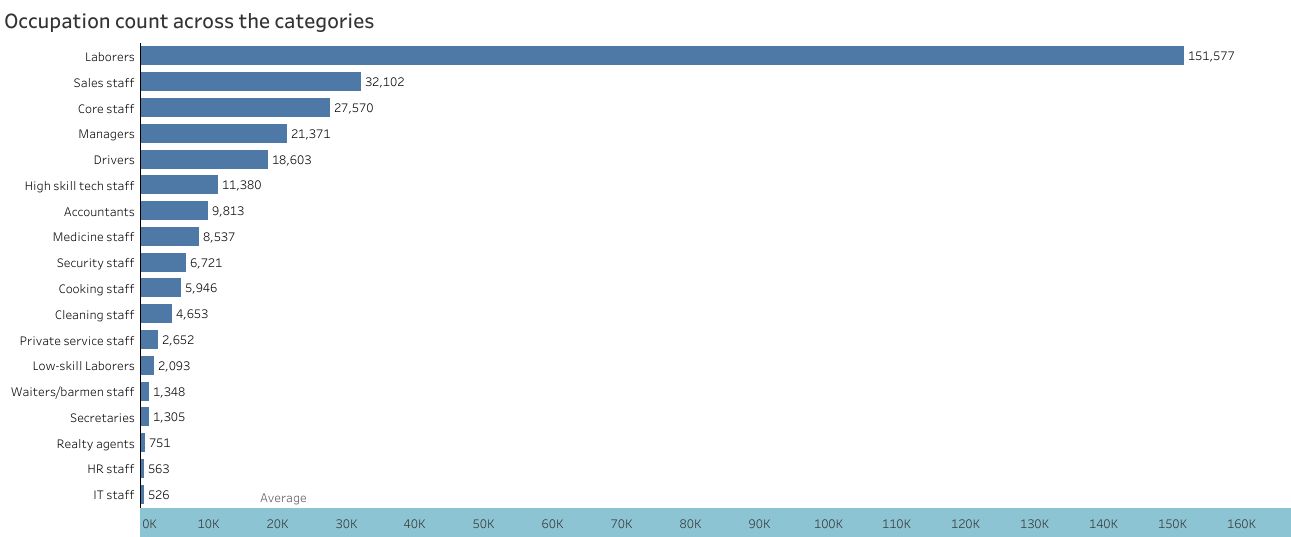 Occupation count across the categories
Laborers 151,577
Sales staff 32,102
Core staff 27,570
Managers 21,371
Drivers 18,603
High skill tech staff 11,380
Accountants 9,813
Medicine staff 8,537
Security staff 6,721
Cooking staff 5,946
Cleaning staff 4,653
Private service staff 2,652
Low-skill Laborers 2,093
Waiters/barmen staff 1,348
Secretaries 1,305
Realty agents 751
HR staff 563
IT staff 526 Average
0K 10K 20K 30K 40K 50K 60K 70K 80K 90K 100K 110K 120K 130K 140K 150K 160K